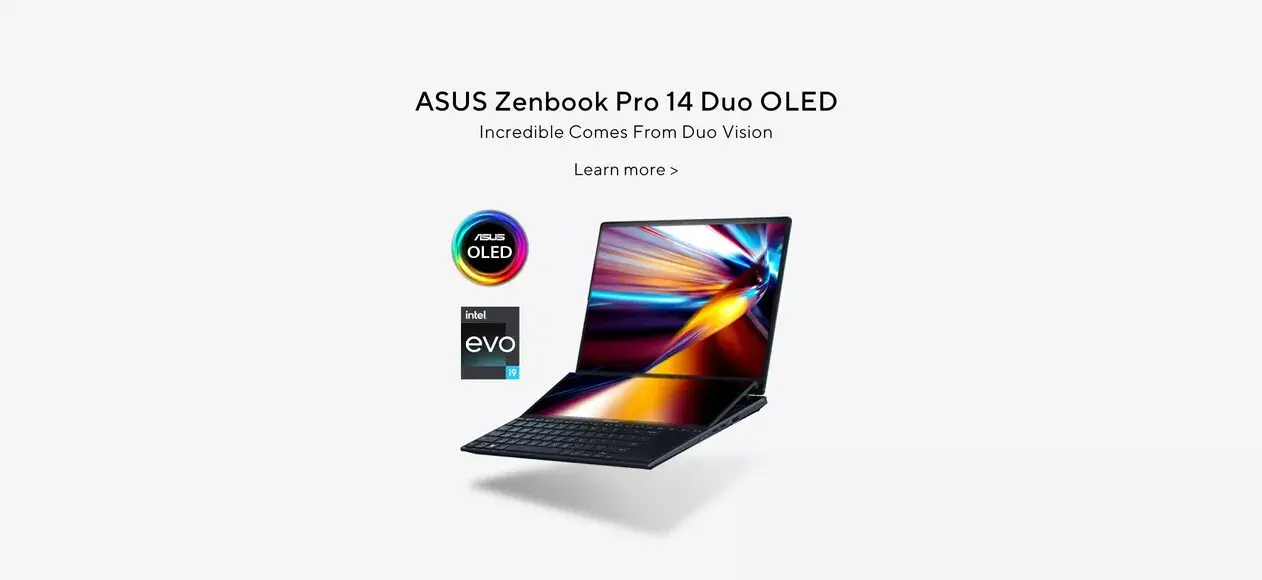 ASUS Zenbook Pro 14 Duo OLED
Incredible Comes From Duo Vision
Learn more >
ASUS
OLED
intel
evo
i9